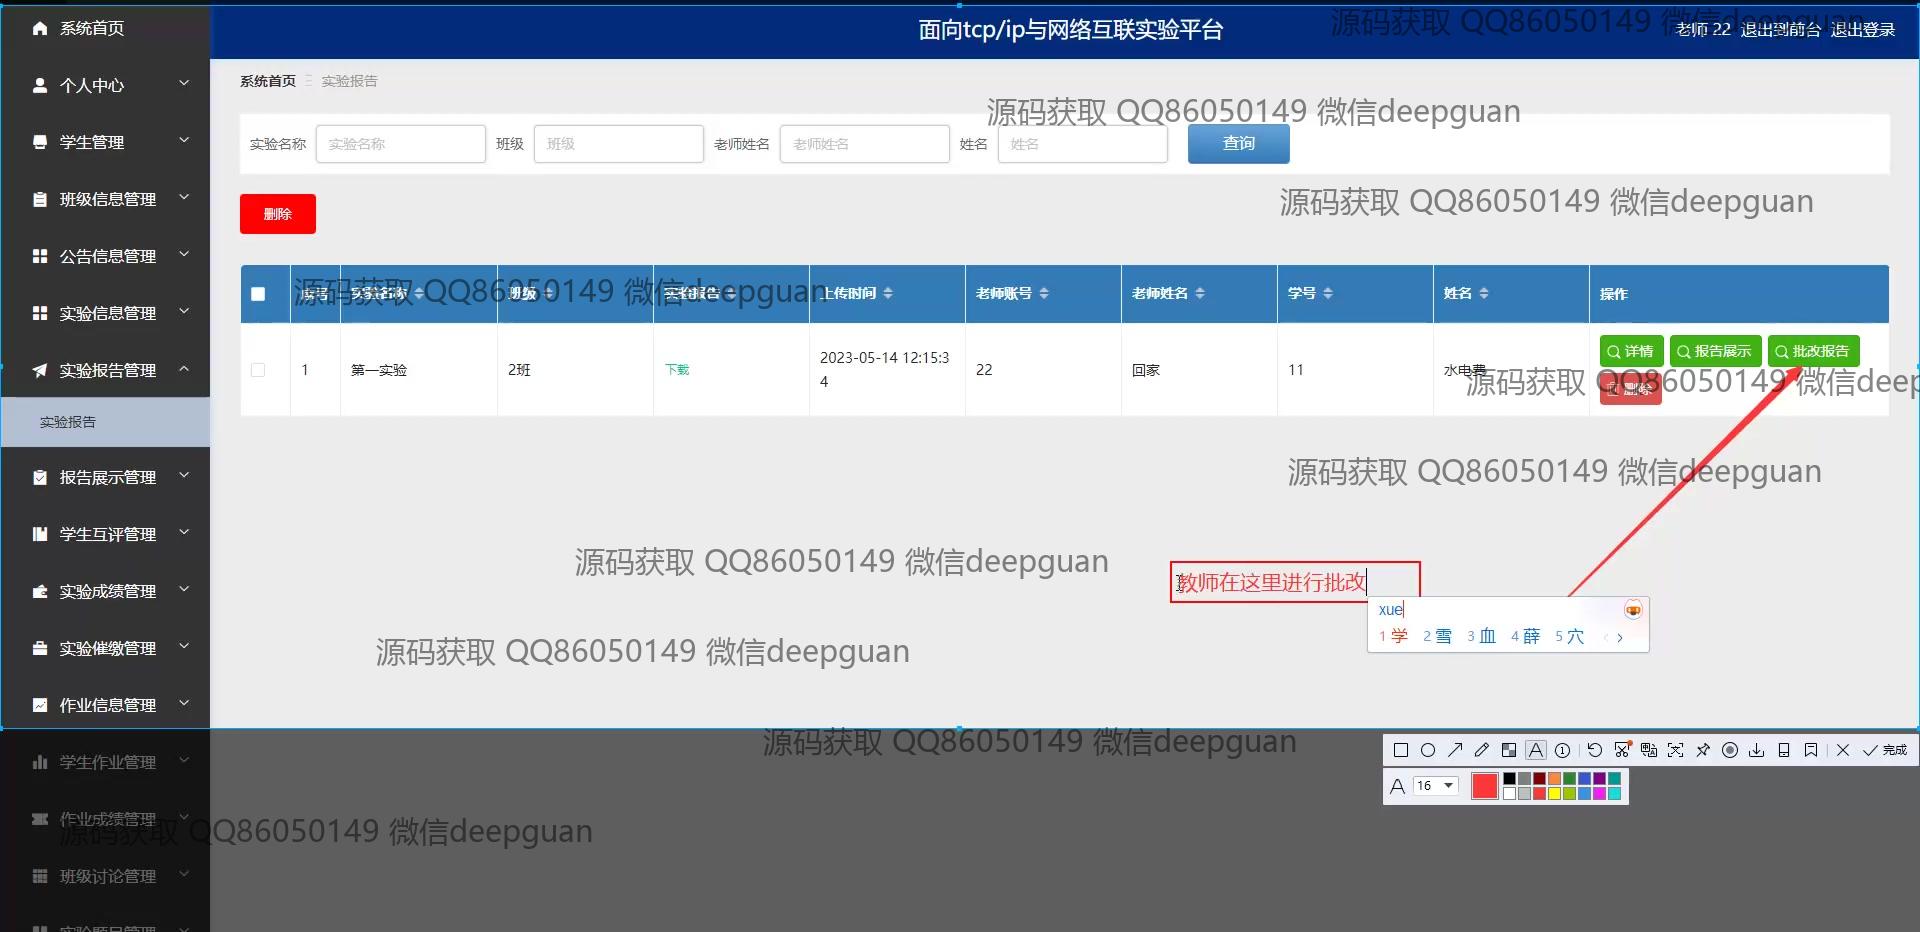 系统首页
个人中心
学生管理
班级信息管理
公告信息管理
实验信息管理
实验报告管理
实验报告
报告展示管理
学生互评管理
实验成绩管理
实验催缴管理
作业信息管理
学生作业管理
作业成绩管理
班级讨论管理
面向tcp/ip与网络互联实验平台
老师 22 退出到前台 退出登录
源码获取 QQ86050149 微信deepguan
系统首页 实验报告
源码获取 QQ86050149 微信deepguan
实验名称 实验名称 班级 班级 老师姓名 老师姓名 姓名 姓名 查询
源码获取 QQ86050149 微信deepguan
删除
源码获取 QQ86050149 微信deepguan
序号 实验名称 班级 实验报告 上传时间 老师账号 老师姓名 学号 姓名 操作
1 第一实验 2班 下载 2023-05-14 12:15:3
4 22 回家 11 水电费
详情 报告展示 批改报告
删除
源码获取 QQ86050149 微信deep
源码获取 QQ86050149 微信deepguan
源码获取 QQ86050149 微信deepguan
教师在这里进行批改
xue
1 学 2 雪 3 血 4 薛 5 穴
源码获取 QQ86050149 微信deepguan
源码获取 QQ86050149 微信deepguan
完成
A 16
源码获取 QQ86050149 微信deepguan